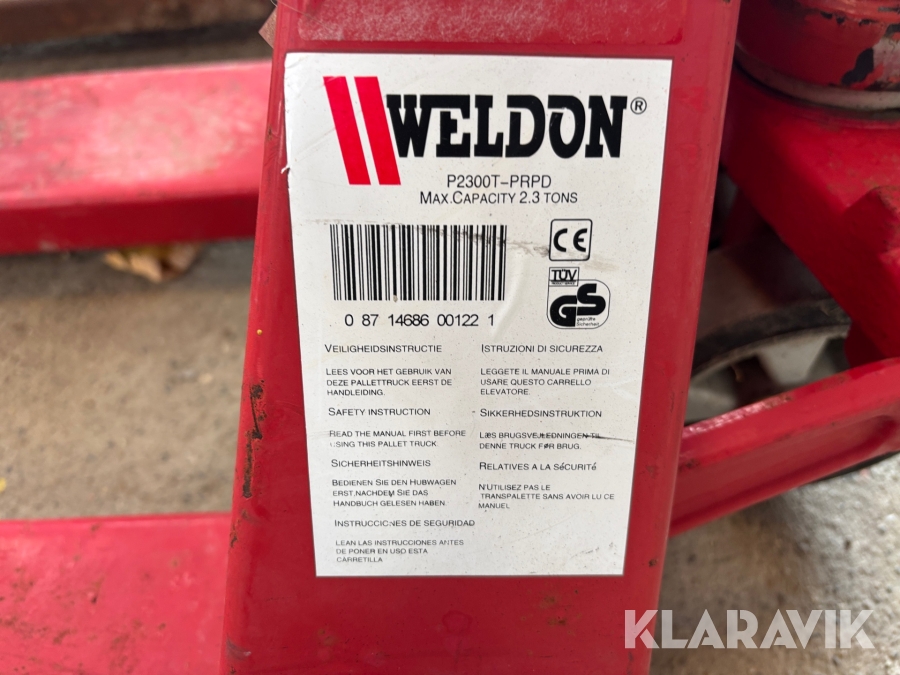 WELDON®
P2300T-PRPD
MAX.CAPACITY 2.3 TONS
CE
0 87 14686 00122 1
TÜV
GS
geprüfte
Sicherheit
VEILIGHEIDSINSTRUCTIE
LEES VOOR HET GEBRUIK VAN
DEZE PALLETTRUCK EERST DE
HANDLEIDING.
SAFETY INSTRUCTION
READ THE MANUAL FIRST BEFORE
USING THIS PALLET TRUCK.
SICHERHEITSHINWEIS
BEDIENEN SIE DEN HUBWAGEN
ERST,NACHDEM SIE DAS
HANDBUCH GELESEN HABEN.
INSTRUCCIONES DE SEGURIDAD
LEAN LAS INSTRUCCIONES ANTES
DE PONER EN USO ESTA
CARRETILLA
ISTRUZIONI DI SICUREZZA
LEGGETE IL MANUALE PRIMA DI
USARE QUESTO CARRELLO
ELEVATORE.
SIKKERHEDSINSTRUKTION
LÆS BRUGSVEJLEDNINGEN TIL
DENNE TRUCK FØR BRUG.
RELATIVES A LA SéCURITé
N'UTILISEZ PAS LE
TRANSPALETTE SANS AVOIR LU CE
MANUEL
KLARAVIK